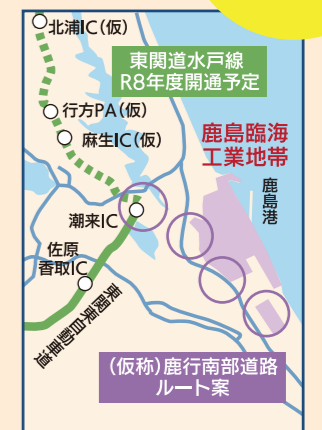 北浦IC(仮)
東関道水戸線
R8年度開通予定
行方PA(仮)
麻生IC(仮)
鹿島臨海
工業地帯
鹿島港
潮来IC
佐原
香取IC
東関東自動車道
(仮称)鹿行南部道路
ルート案